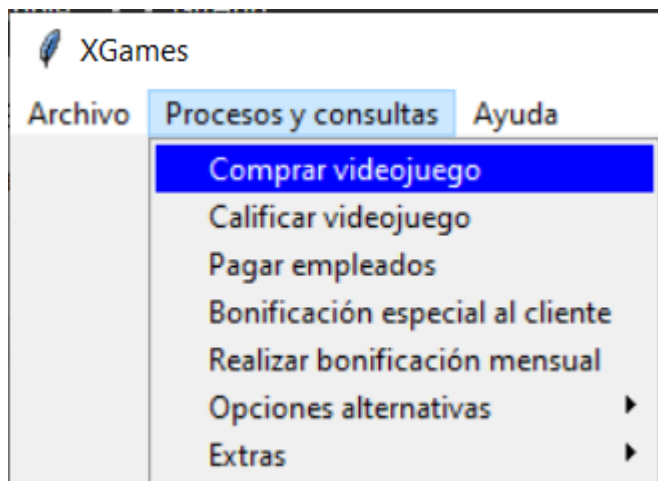 XGames
Archivo Procesos y consultas Ayuda
Comprar videojuego
Calificar videojuego
Pagar empleados
Bonificación especial al cliente
Realizar bonificación mensual
Opciones alternativas
Extras